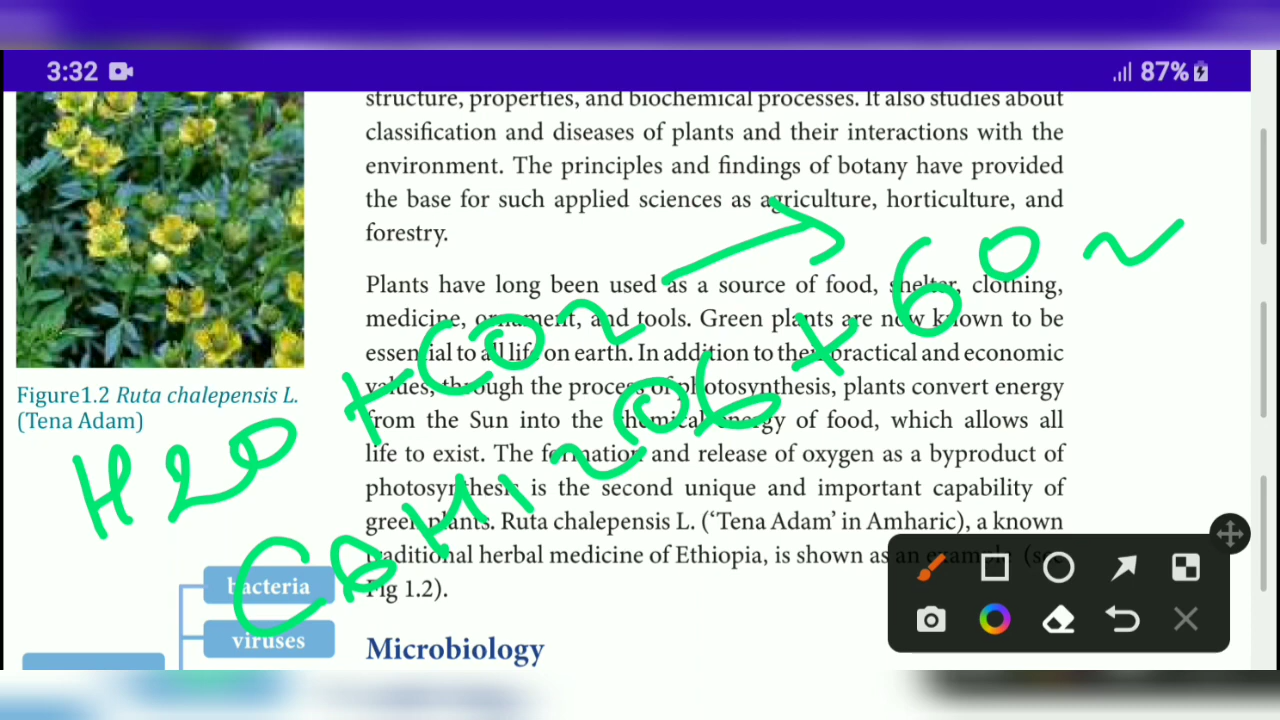 3:32
87%
structure, properties, and biochemical processes. It also studies about
classification and diseases of plants and their interactions with the
environment. The principles and findings of botany have provided
the base for such applied sciences as agriculture, horticulture, and
forestry.
Plants have long been used as a source of food, shelter, clothing,
medicine, ornament, and tools. Green plants are now known to be
essential to all life on earth. In addition to their practical and economic
values, through the process of photosynthesis, plants convert energy
from the Sun into the chemical energy of food, which allows all
life to exist. The formation and release of oxygen as a byproduct of
photosynthesis is the second unique and important capability of
green plants. Ruta chalepensis L. (‘Tena Adam’ in Amharic), a known
traditional herbal medicine of Ethiopia, is shown as an example (see
Fig 1.2).
Figure1.2 Ruta chalepensis L.
(Tena Adam)
H2O + CO2 →
C6H12O6 + 6O2
bacteria
viruses
Microbiology